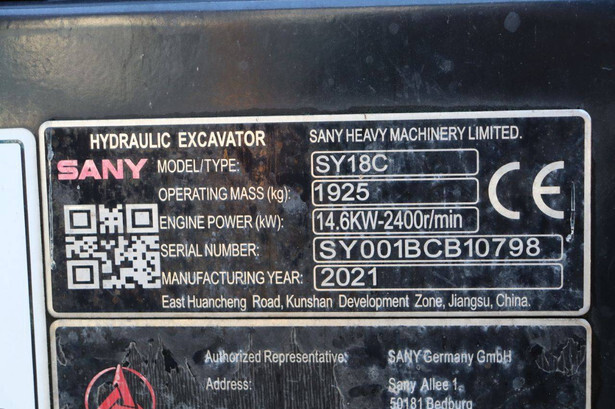 HYDRAULIC EXCAVATOR SANY HEAVY MACHINERY LIMITED.
SANY MODEL/TYPE: SY18C
OPERATING MASS (kg): 1925
ENGINE POWER (kW): 14.6KW-2400r/min
SERIAL NUMBER: SY001BCB10798
MANUFACTURING YEAR: 2021
CE
East Huancheng Road, Kunshan Development Zone, Jiangsu, China.
Authorized Representative: SANY Germany GmbH
Address: Sany Allee 1,
50181 Bedburg